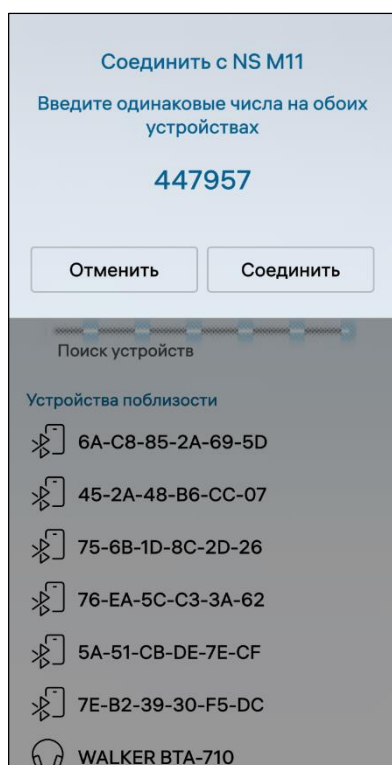 Соединить с NS M11
Введите одинаковые числа на обоих
устройствах
447957
Отменить
Соединить
Поиск устройств
Устройства поблизости
6A-C8-85-2A-69-5D
45-2A-48-B6-CC-07
75-6B-1D-8C-2D-26
76-EA-5C-C3-3A-62
5A-51-CB-DE-7E-CF
7E-B2-39-30-F5-DC
WALKER BTA-710